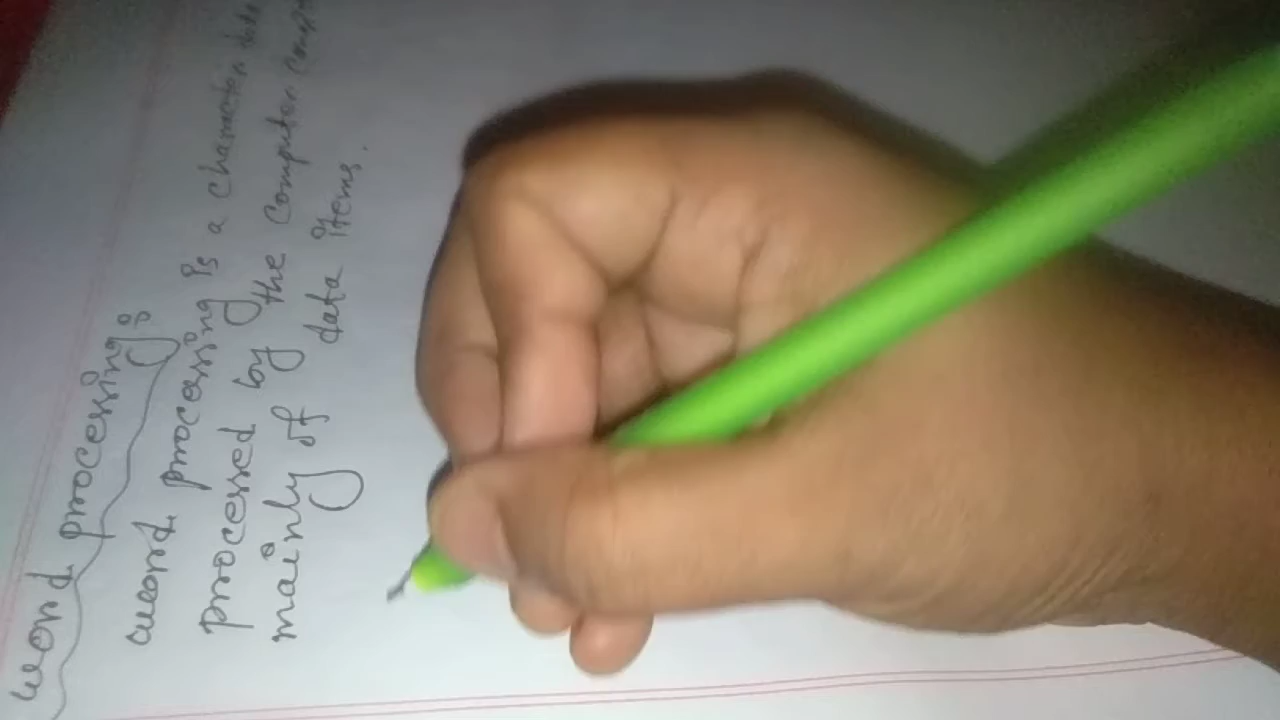 word processing:
word processing is a character data
processed by the computer
mainly of data items.